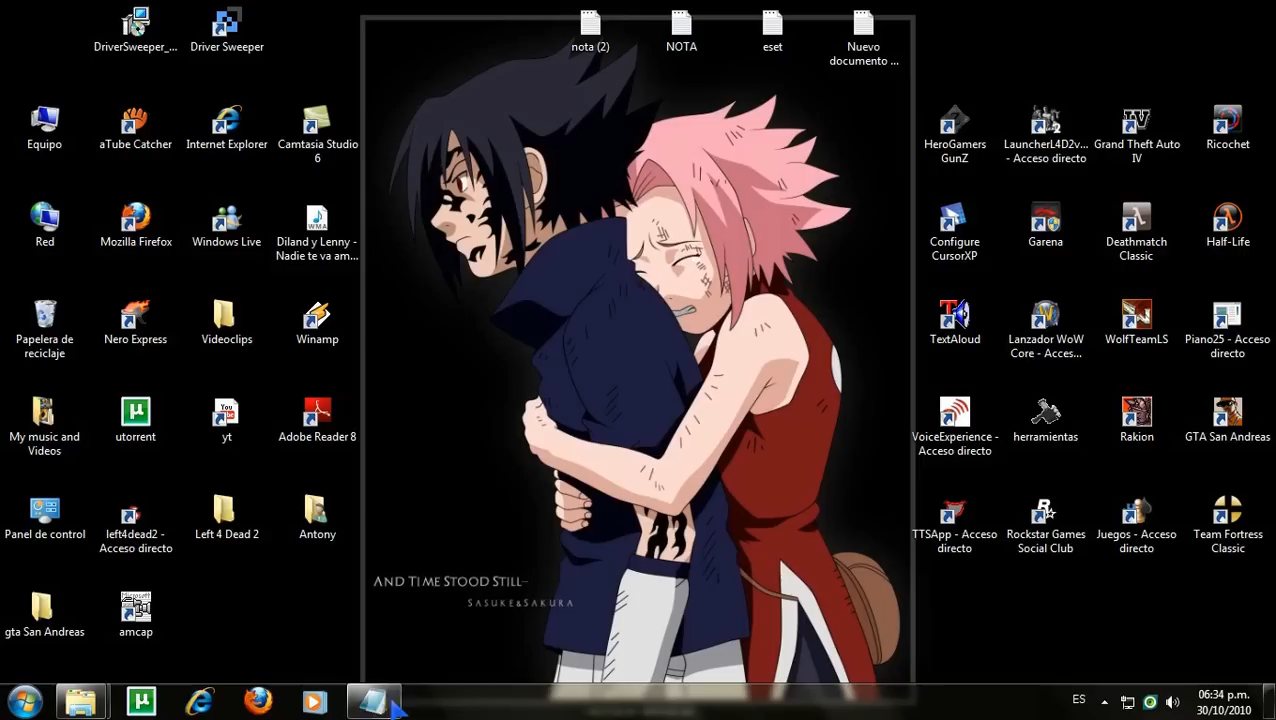 DriverSweeper_...
Driver Sweeper
nota (2)
NOTA
eset
Nuevo
documento ...
Equipo
aTube Catcher
Internet Explorer
Camtasia Studio
6
HeroGamers
GunZ
LauncherL4D2v...
- Acceso directo
Grand Theft Auto
IV
Ricochet
Red
Mozilla Firefox
Windows Live
WMA
Diland y Lenny -
Nadie te va am...
Configure
CursorXP
Garena
Deathmatch
Classic
Half-Life
Papelera de
reciclaje
Nero Express
Videoclips
Winamp
TextAloud
Lanzador WoW
Core - Acces...
WolfTeamLS
Piano25 - Acceso
directo
My music and
Videos
utorrent
You
yt
Adobe Reader 8
VoiceExperience -
Acceso directo
herramientas
Rakion
GTA San Andreas
Panel de control
left4dead2 -
Acceso directo
Left 4 Dead 2
Antony
TTSApp - Acceso
directo
Rockstar Games
Social Club
Juegos - Acceso
directo
Team Fortress
Classic
AND TIME STOOD STILL~
SASUKE&SAKURA
gta San Andreas
amcap
ES
06:34 p.m.
30/10/2010